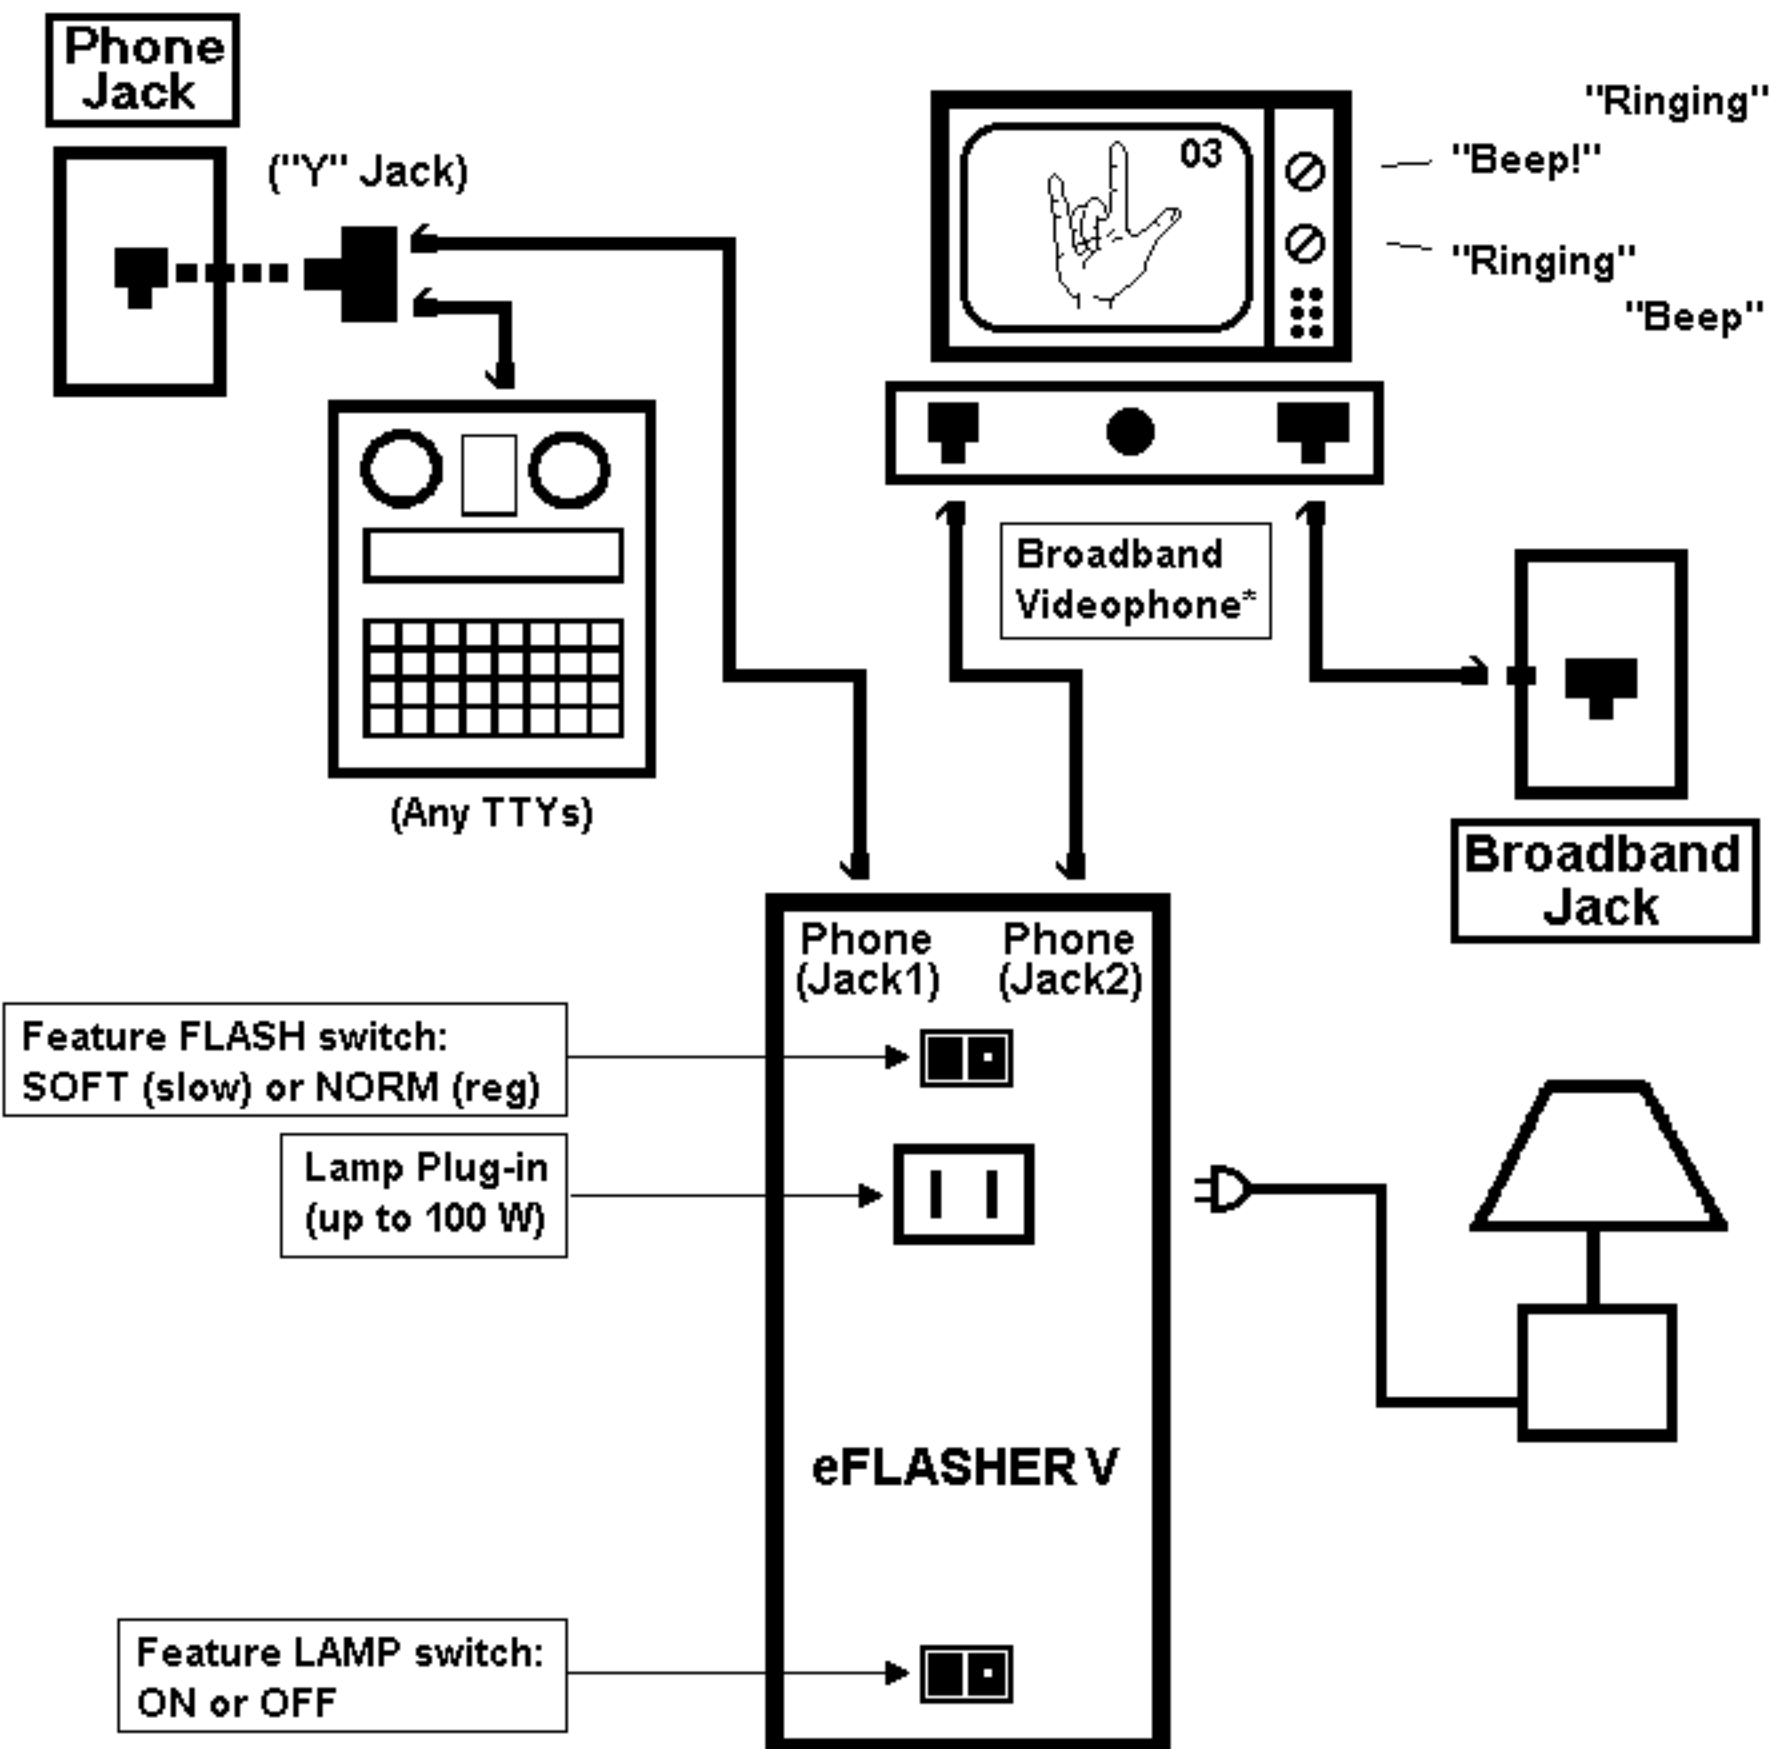 Phone
Jack
("Y" Jack)
03
"Ringing"
"Beep!"
"Ringing"
"Beep"
Broadband
Videophone*
(Any TTYs)
Broadband
Jack
Phone
(Jack1)
Phone
(Jack2)
Feature FLASH switch:
SOFT (slow) or NORM (reg)
Lamp Plug-in
(up to 100 W)
eFLASHER V
Feature LAMP switch:
ON or OFF